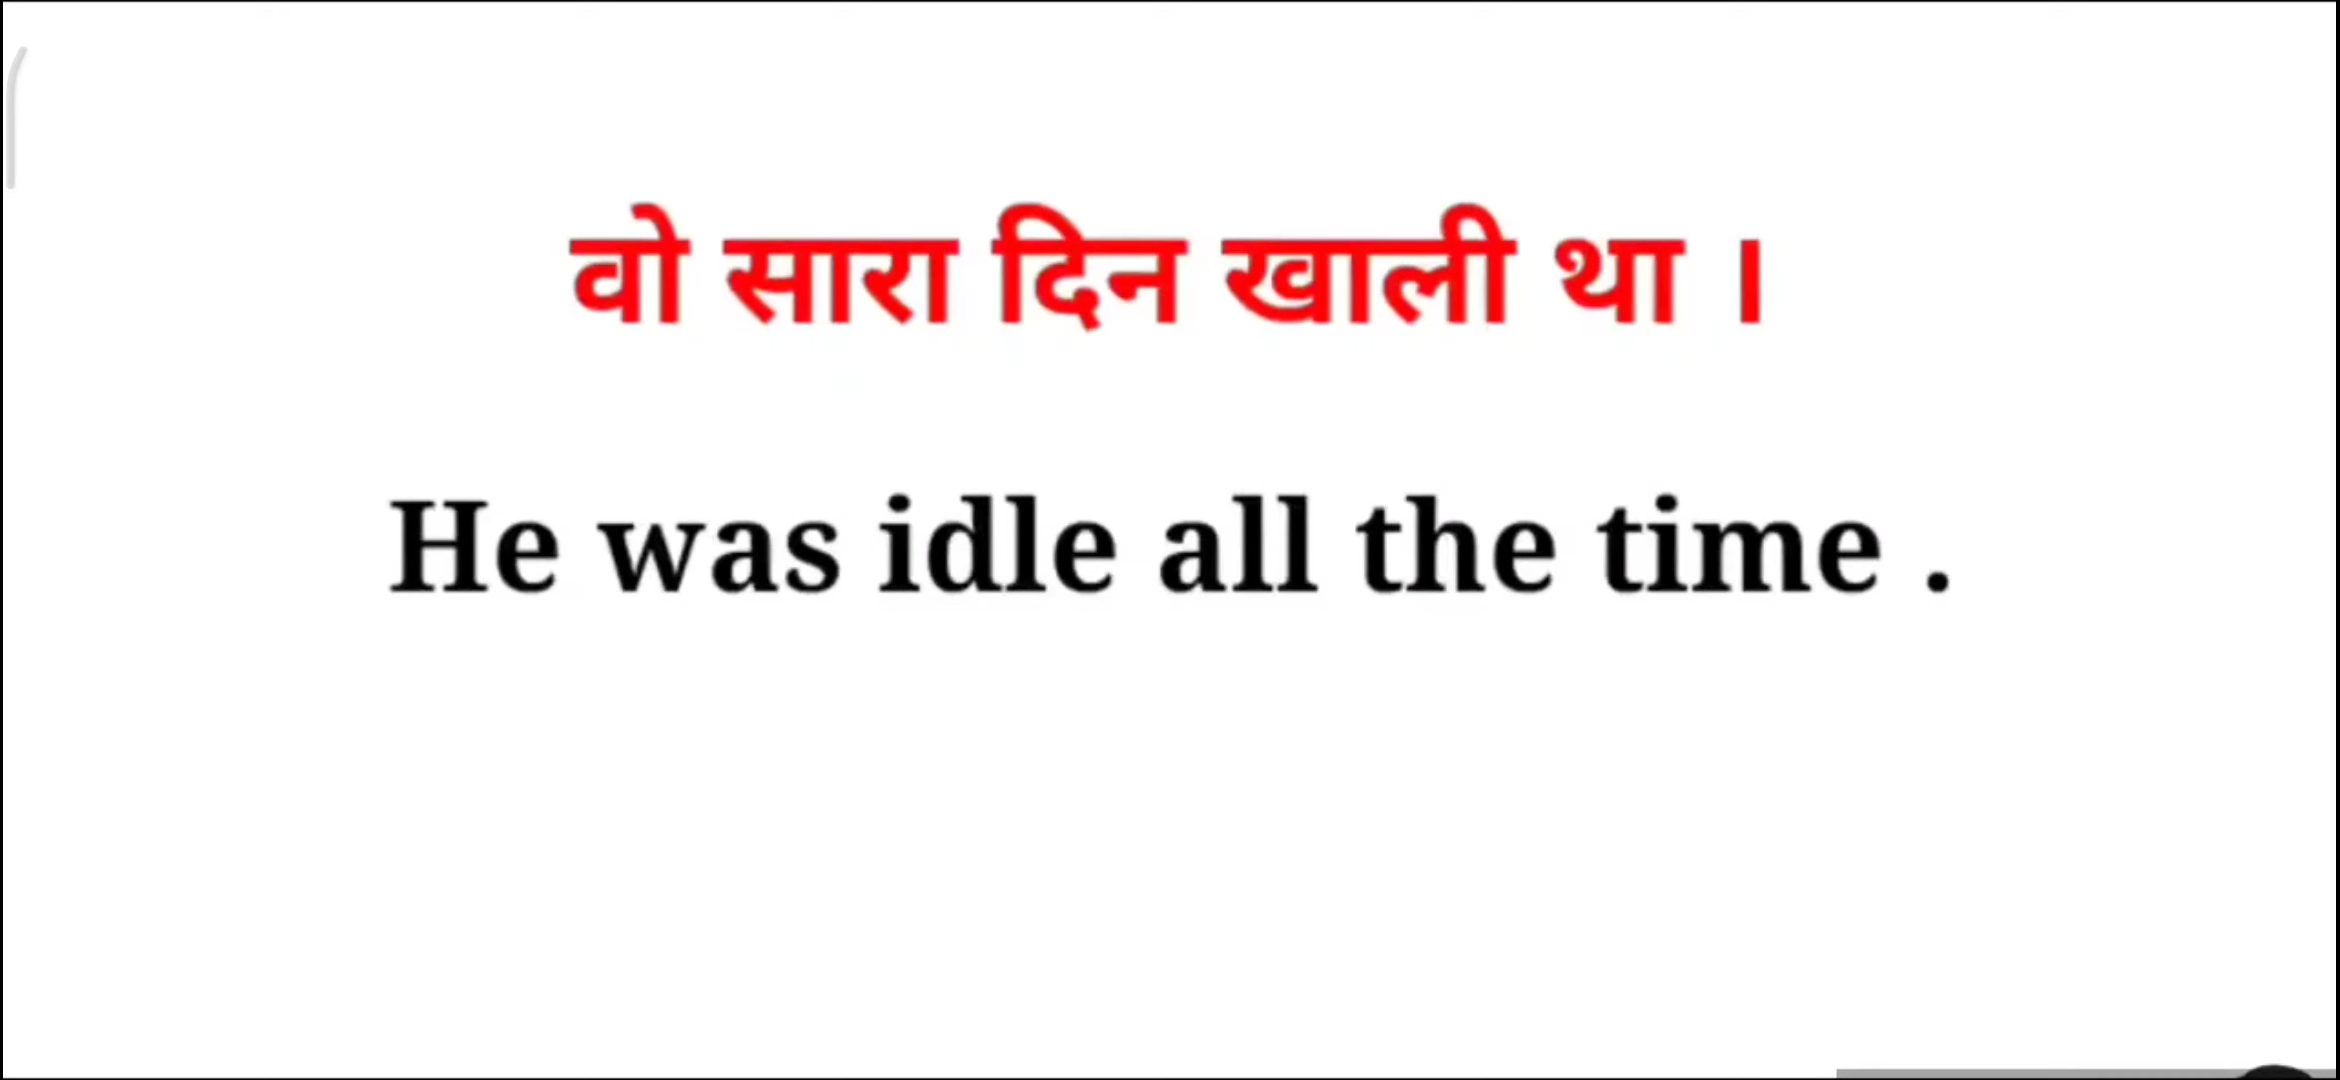 वो सारा दिन खाली था ।
He was idle all the time .